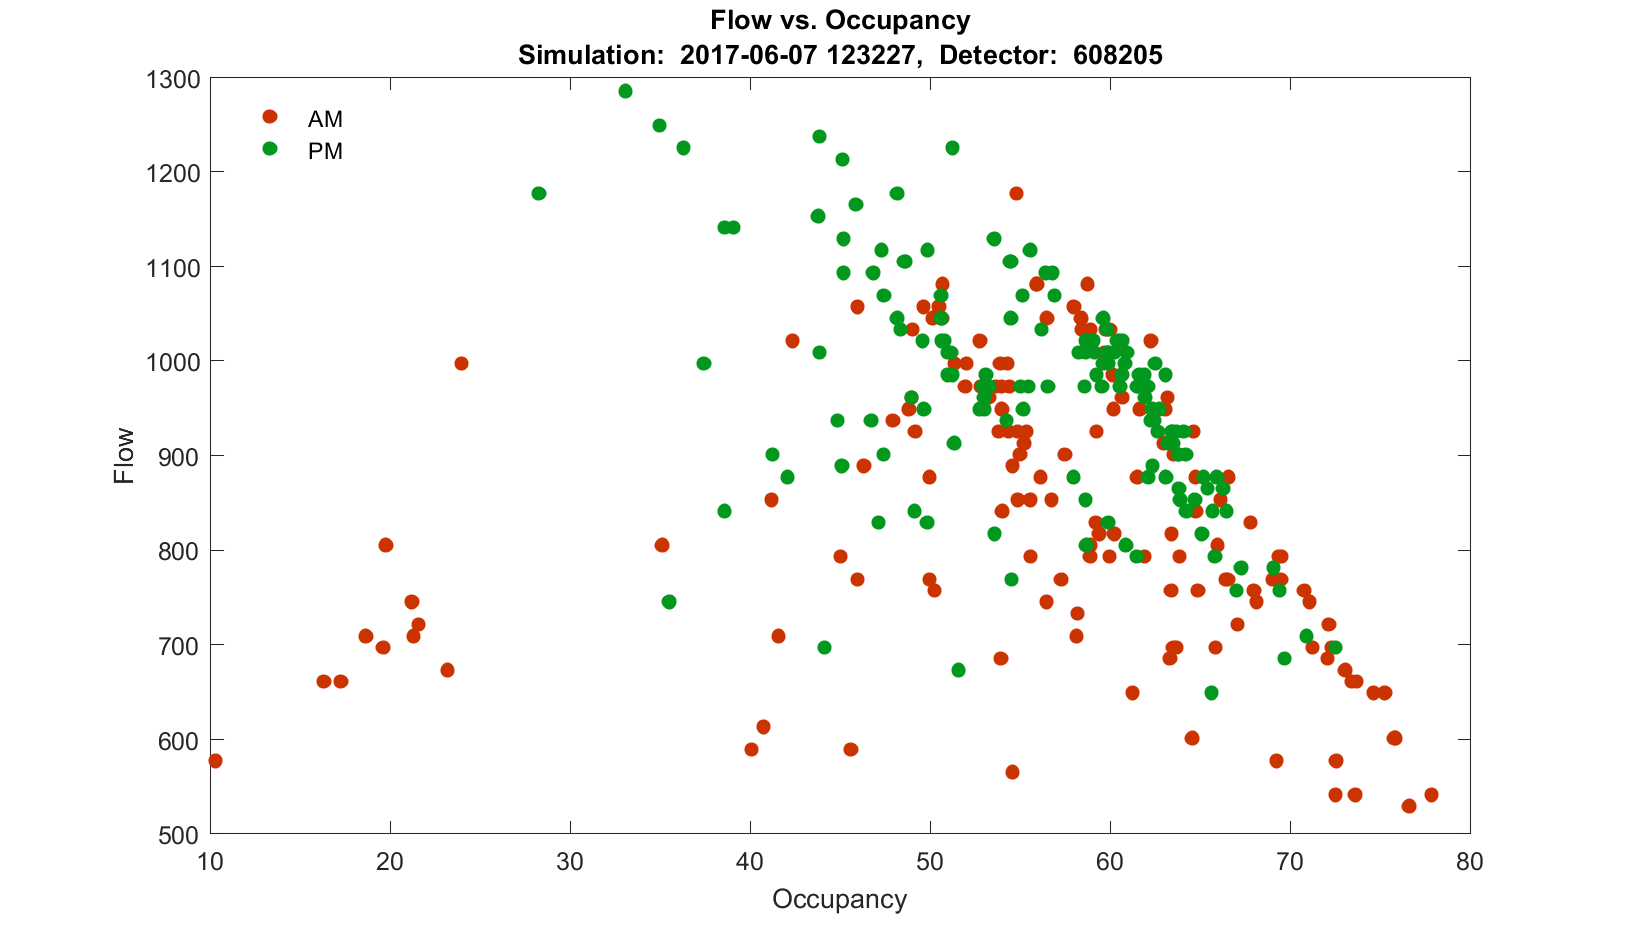 Flow vs. Occupancy
Simulation:  2017-06-07 123227,  Detector:  608205
1300
AM
PM
1200
1100
1000
900
Flow
800
700
600
500
10 20 30 40 50 60 70 80
Occupancy